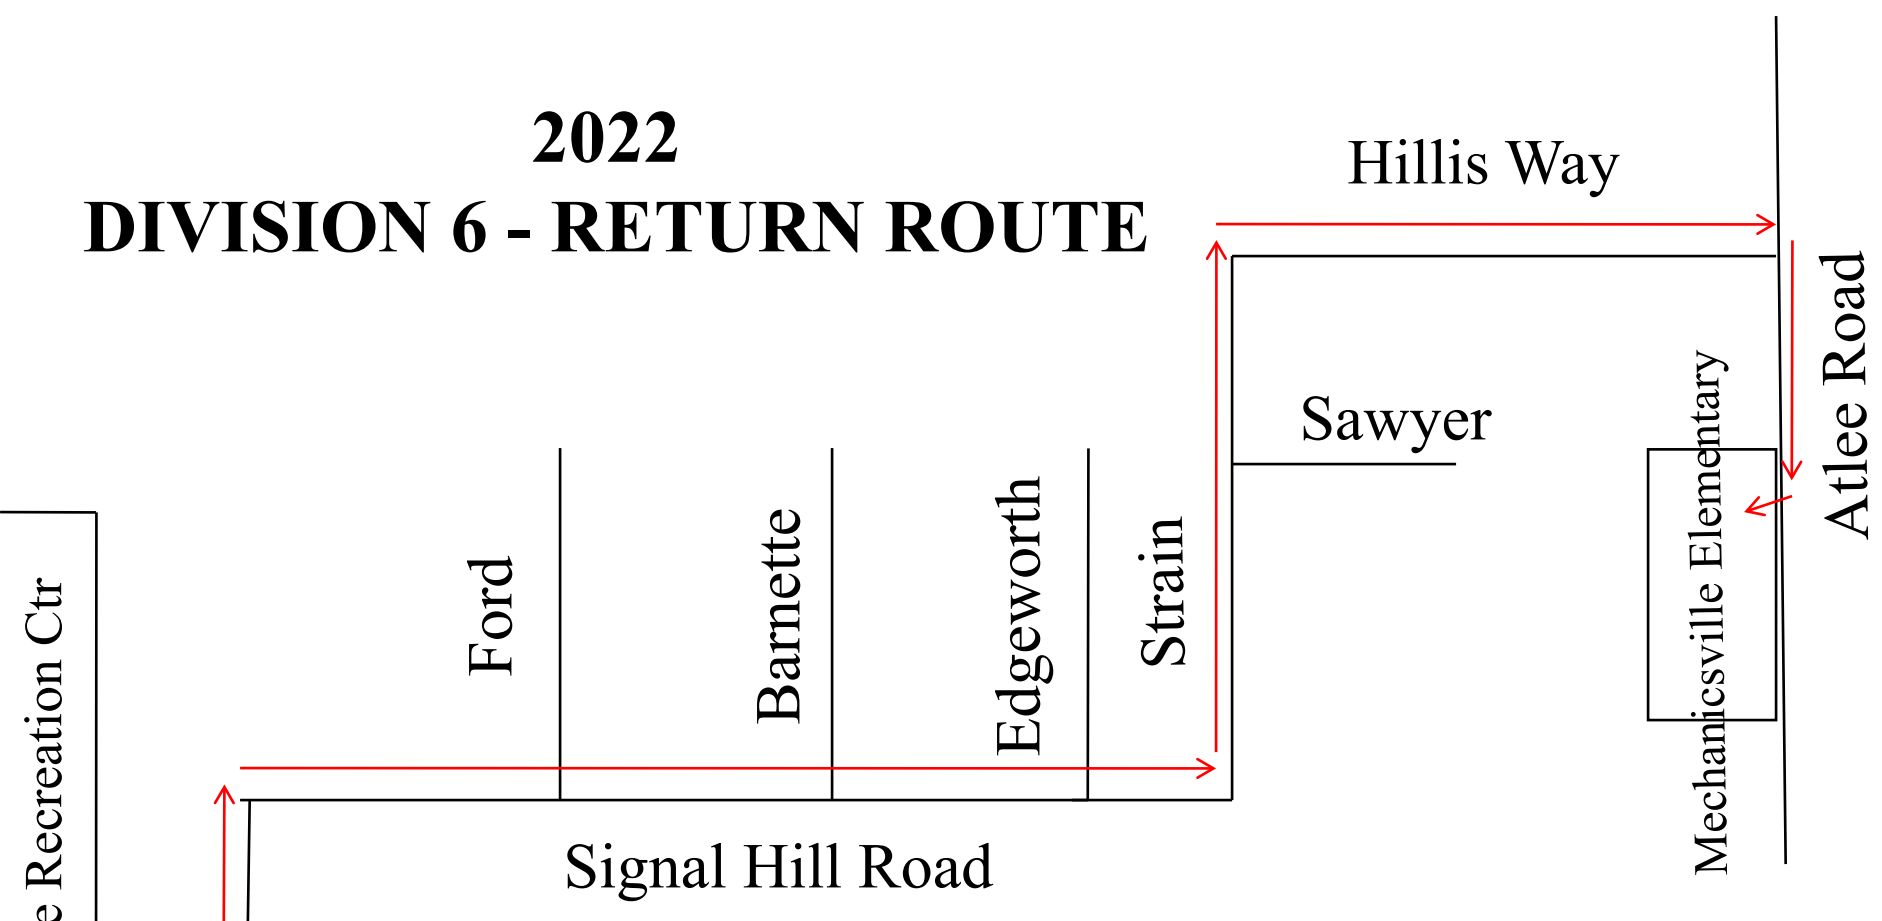 2022
DIVISION 6 - RETURN ROUTE
Hillis Way
Atlee Road
Sawyer
Mechanicsville Elementary
Ford
Barnette
Edgeworth
Strain
Recreation Ctr
Signal Hill Road